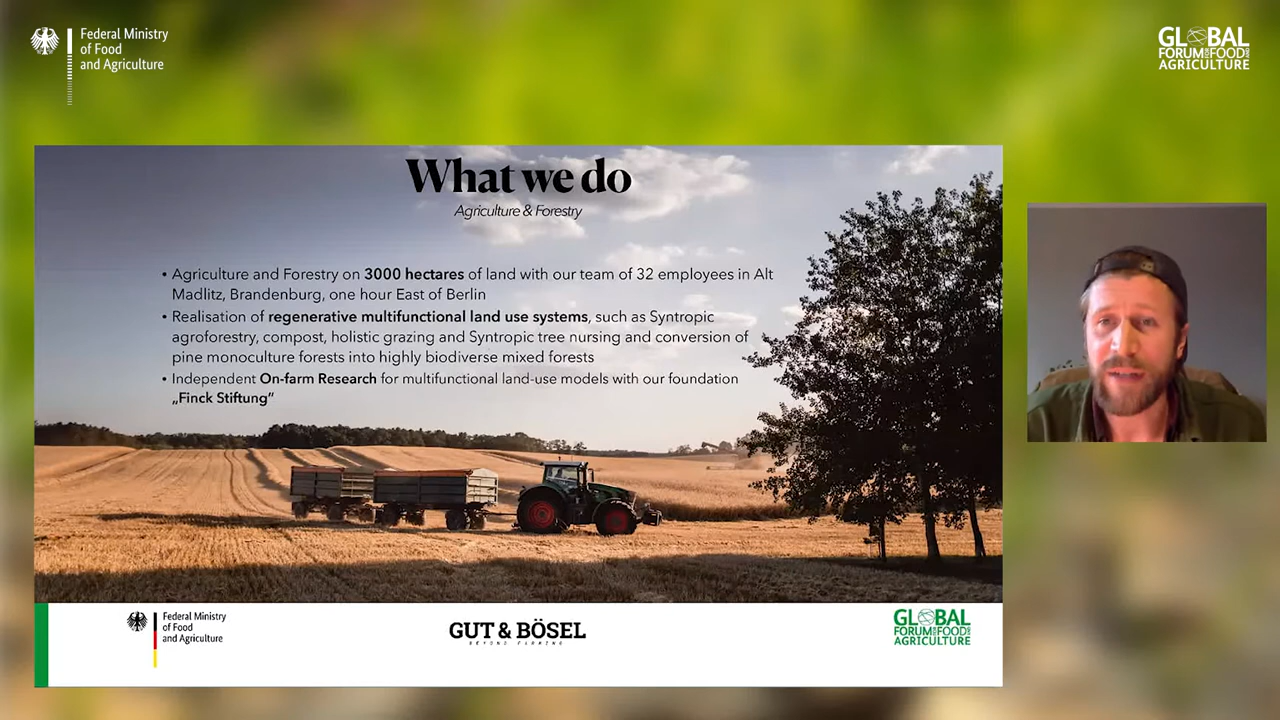 Federal Ministry
of Food
and Agriculture
GLOBAL
FORUM FOR FOOD AND
AGRICULTURE
What we do
Agriculture & Forestry
• Agriculture and Forestry on 3000 hectares of land with our team of 32 employees in Alt
Madlitz, Brandenburg, one hour East of Berlin
• Realisation of regenerative multifunctional land use systems, such as Syntropic
agroforestry, compost, holistic grazing and Syntropic tree nursing and conversion of
pine monoculture forests into highly biodiverse mixed forests
• Independent On-farm Research for multifunctional land-use models with our foundation
„Finck Stiftung”
Federal Ministry
of Food
and Agriculture
GUT & BÖSEL
BEYOND FARMING
GLOBAL
FORUM FOR FOOD AND
AGRICULTURE